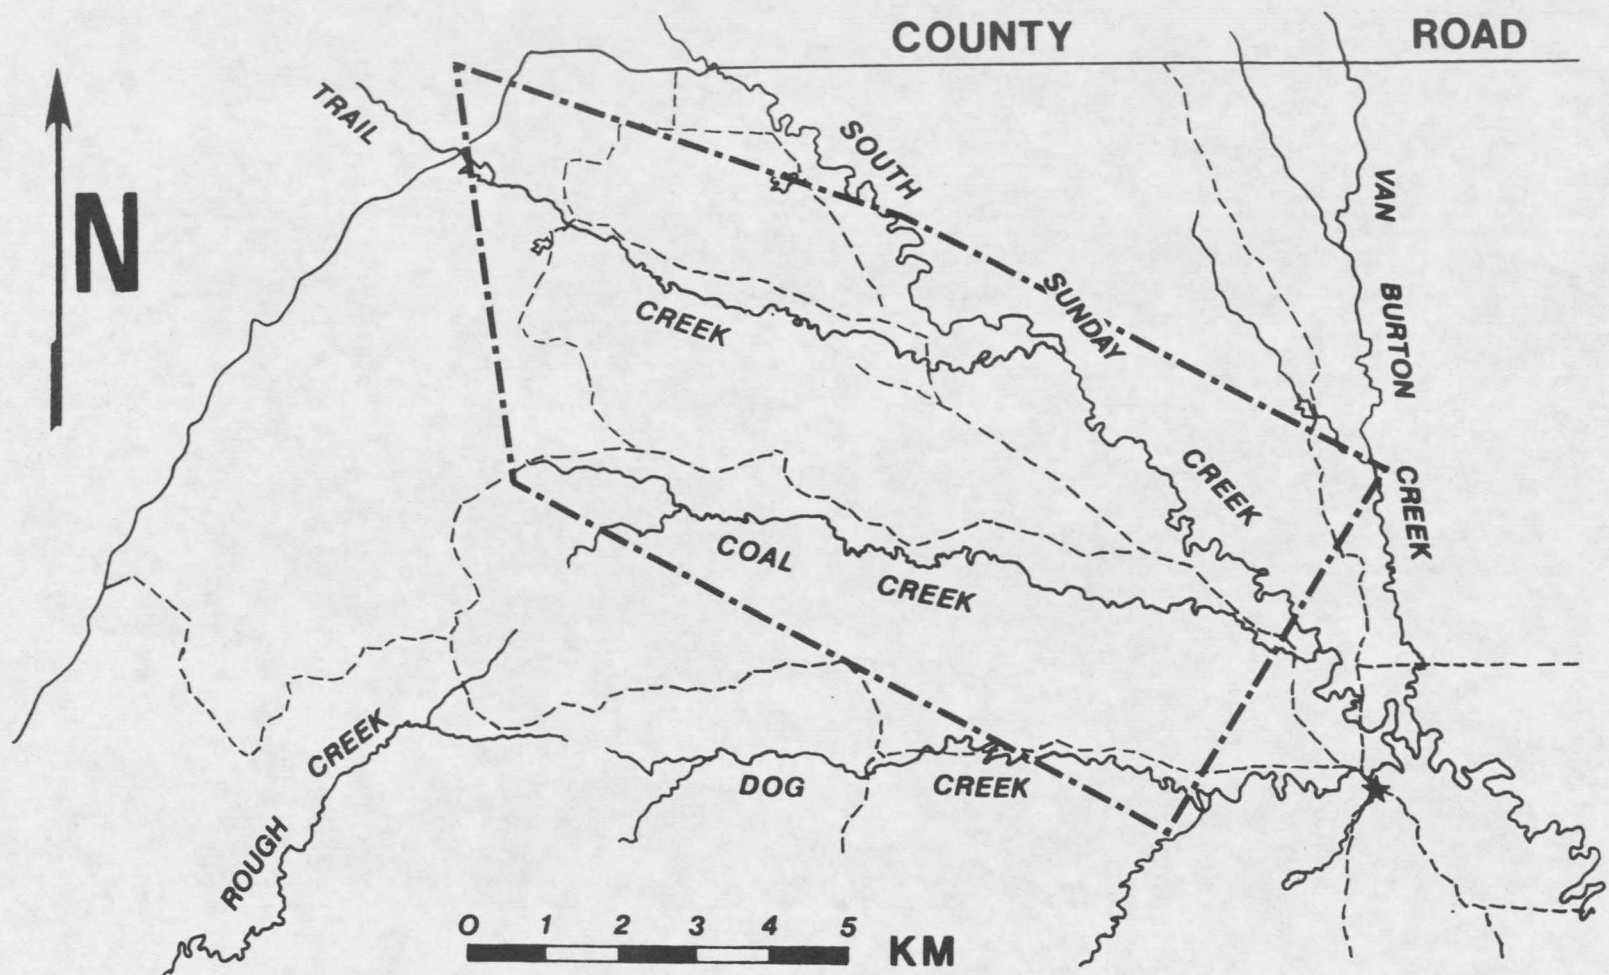 COUNTY ROAD
TRAIL
CREEK
SOUTH
SUNDAY
CREEK
VAN
BURTON
CREEK
N
COAL
CREEK
ROUGH
CREEK
DOG
CREEK
0 1 2 3 4 5
KM